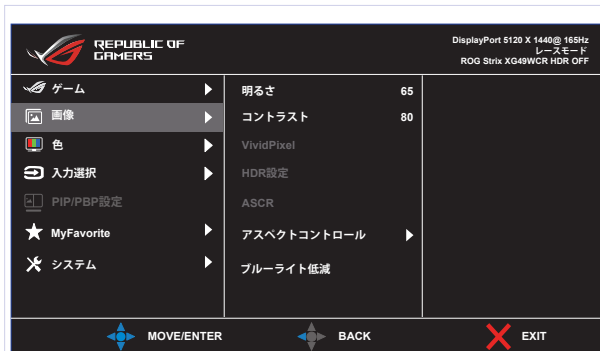 REPUBLIC OF
GAMERS
DisplayPort 5120 X 1440@ 165Hz
レースモード
ROG Strix XG49WCR HDR OFF
ゲーム
画像
色
入力選択
PIP/PBP設定
MyFavorite
システム
明るさ 65
コントラスト 80
VividPixel
HDR設定
ASCR
アスペクトコントロール
ブルーライト低減
MOVE/ENTER
BACK
EXIT